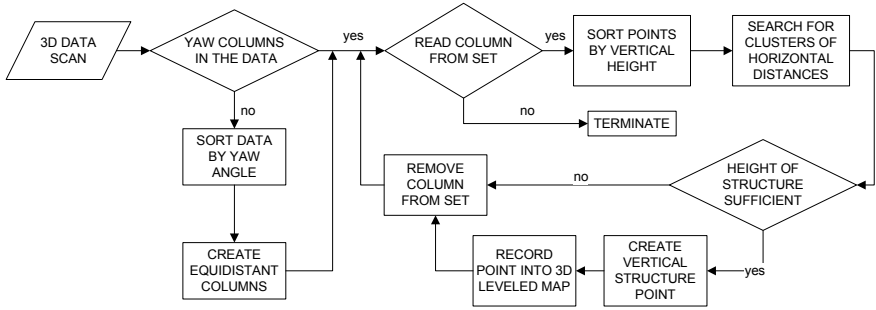 3D DATA
SCAN
YAW COLUMNS
IN THE DATA
yes
READ COLUMN
FROM SET
yes
SORT POINTS
BY VERTICAL
HEIGHT
SEARCH FOR
CLUSTERS OF
HORIZONTAL
DISTANCES
no
no
TERMINATE
SORT DATA
BY YAW
ANGLE
REMOVE
COLUMN
FROM SET
no
HEIGHT OF
STRUCTURE
SUFFICIENT
CREATE
EQUIDISTANT
COLUMNS
RECORD
POINT INTO 3D
LEVELED MAP
CREATE
VERTICAL
STRUCTURE
POINT
yes